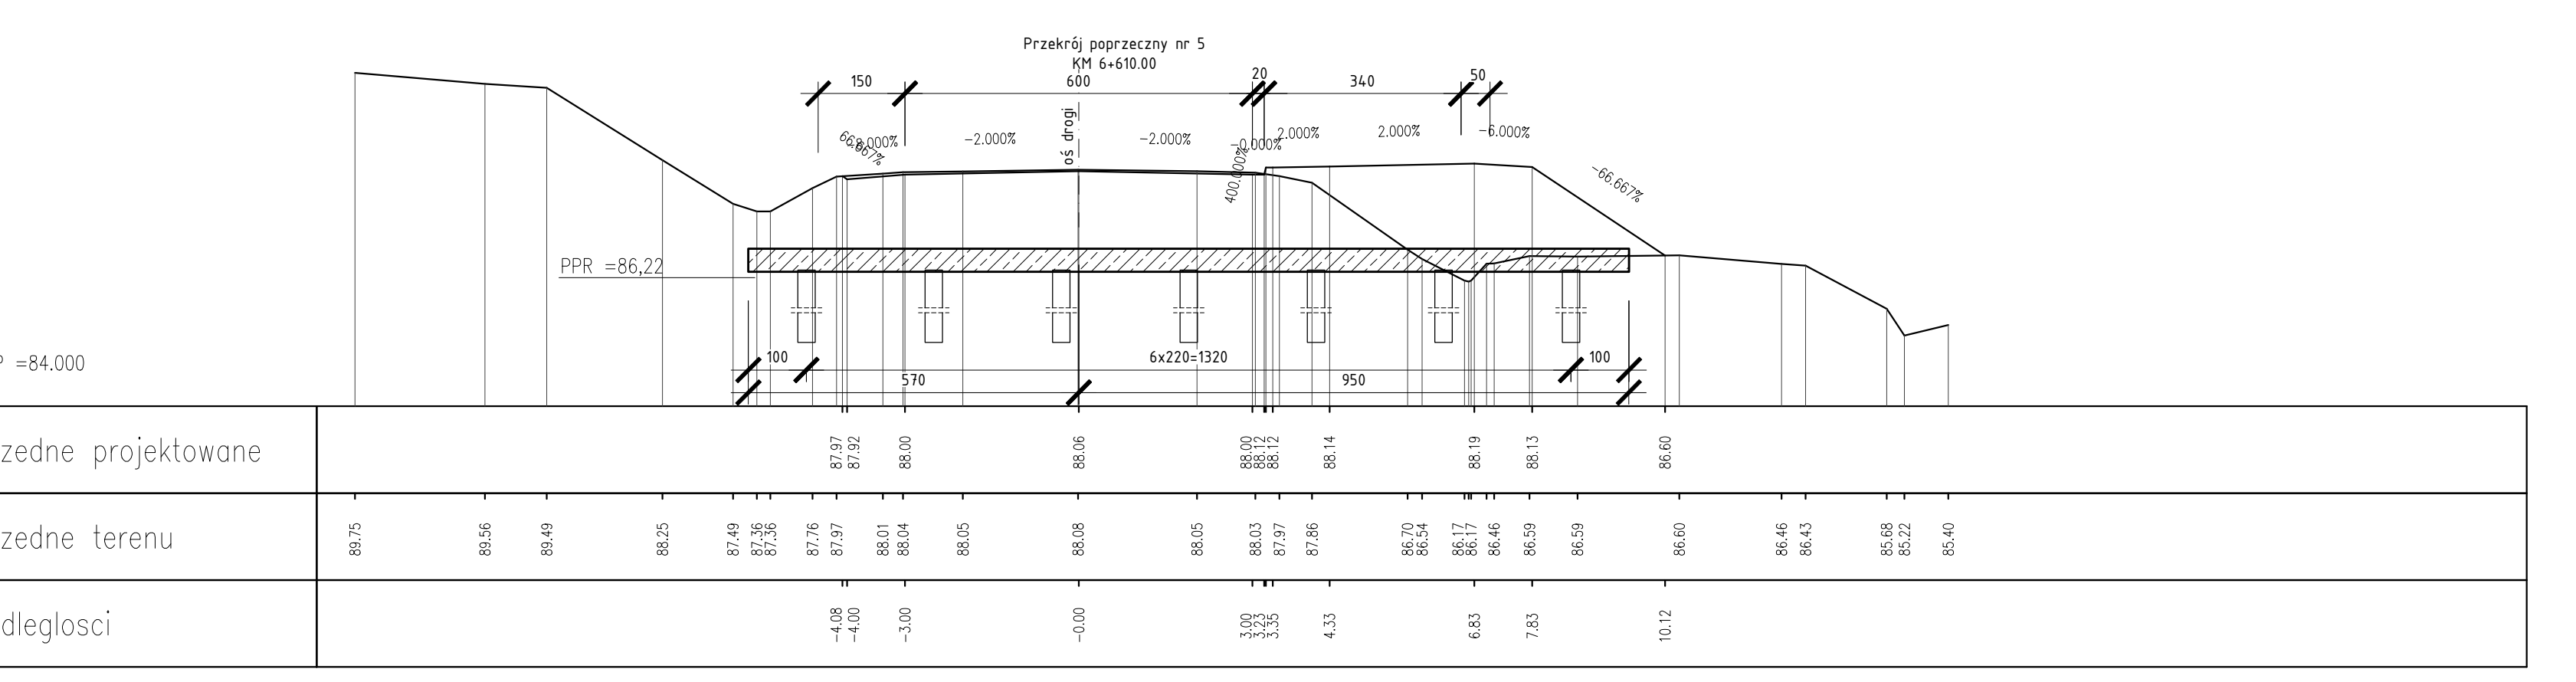 Przekrój poprzeczny nr 5
KM 6+610.00
150
600
20
340
50
66.667%
-2.000%
oś drogi
-2.000%
-0.000%
400.000%
2.000%
2.000%
-6.000%
-66.667%
PPR =86,22
=84.000
100
6x220=1320
100
570
950
zedne projektowane
87.97 87.92 88.00 88.06 88.00 88.12 88.12 88.14 88.19 88.13 86.60
zedne terenu
89.75 89.56 89.49 88.25 87.49 87.36 87.36 87.76 87.97 88.01 88.04 88.05 88.08 88.05 88.03 87.97 87.86 86.70 86.54 86.17 86.17 86.46 86.59 86.59 86.60 86.46 86.43 85.68 85.22 85.40
dleglosci
-4.08 -4.00 -3.00 -0.00 3.00 3.23 3.35 4.33 6.83 7.83 10.12